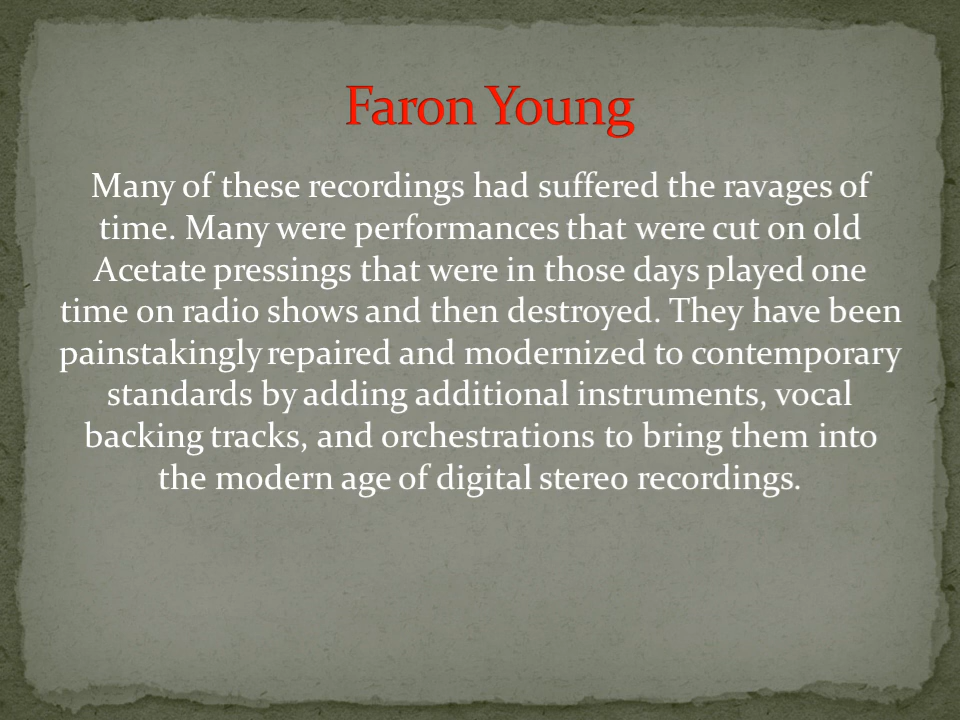 Faron Young
Many of these recordings had suffered the ravages of
time. Many were performances that were cut on old
Acetate pressings that were in those days played one
time on radio shows and then destroyed. They have been
painstakingly repaired and modernized to contemporary
standards by adding additional instruments, vocal
backing tracks, and orchestrations to bring them into
the modern age of digital stereo recordings.